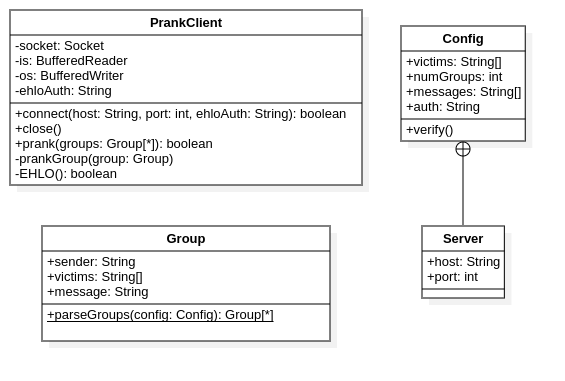 PrankClient
-socket: Socket
-is: BufferedReader
-os: BufferedWriter
-ehloAuth: String
+connect(host: String, port: int, ehloAuth: String): boolean
+close()
+prank(groups: Group[*]): boolean
-prankGroup(group: Group)
-EHLO(): boolean
Config
+victims: String[]
+numGroups: int
+messages: String[]
+auth: String
+verify()
Group
+sender: String
+victims: String[]
+message: String
+parseGroups(config: Config): Group[*]
Server
+host: String
+port: int